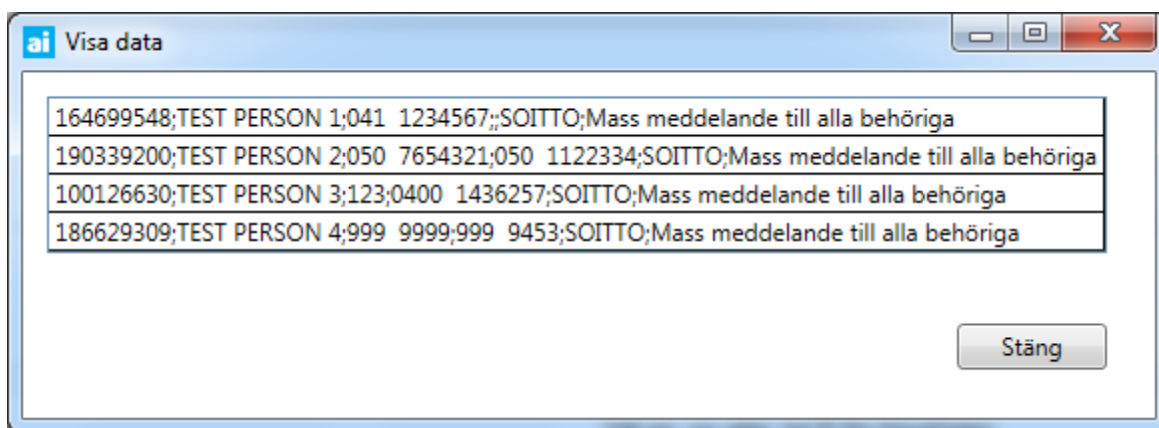 ai Visa data
164699548;TEST PERSON 1;041  1234567;;SOITTO;Mass meddelande till alla behöriga
190339200;TEST PERSON 2;050  7654321;050  1122334;SOITTO;Mass meddelande till alla behöriga
100126630;TEST PERSON 3;123;0400  1436257;SOITTO;Mass meddelande till alla behöriga
186629309;TEST PERSON 4;999  9999;999  9453;SOITTO;Mass meddelande till alla behöriga
Stäng